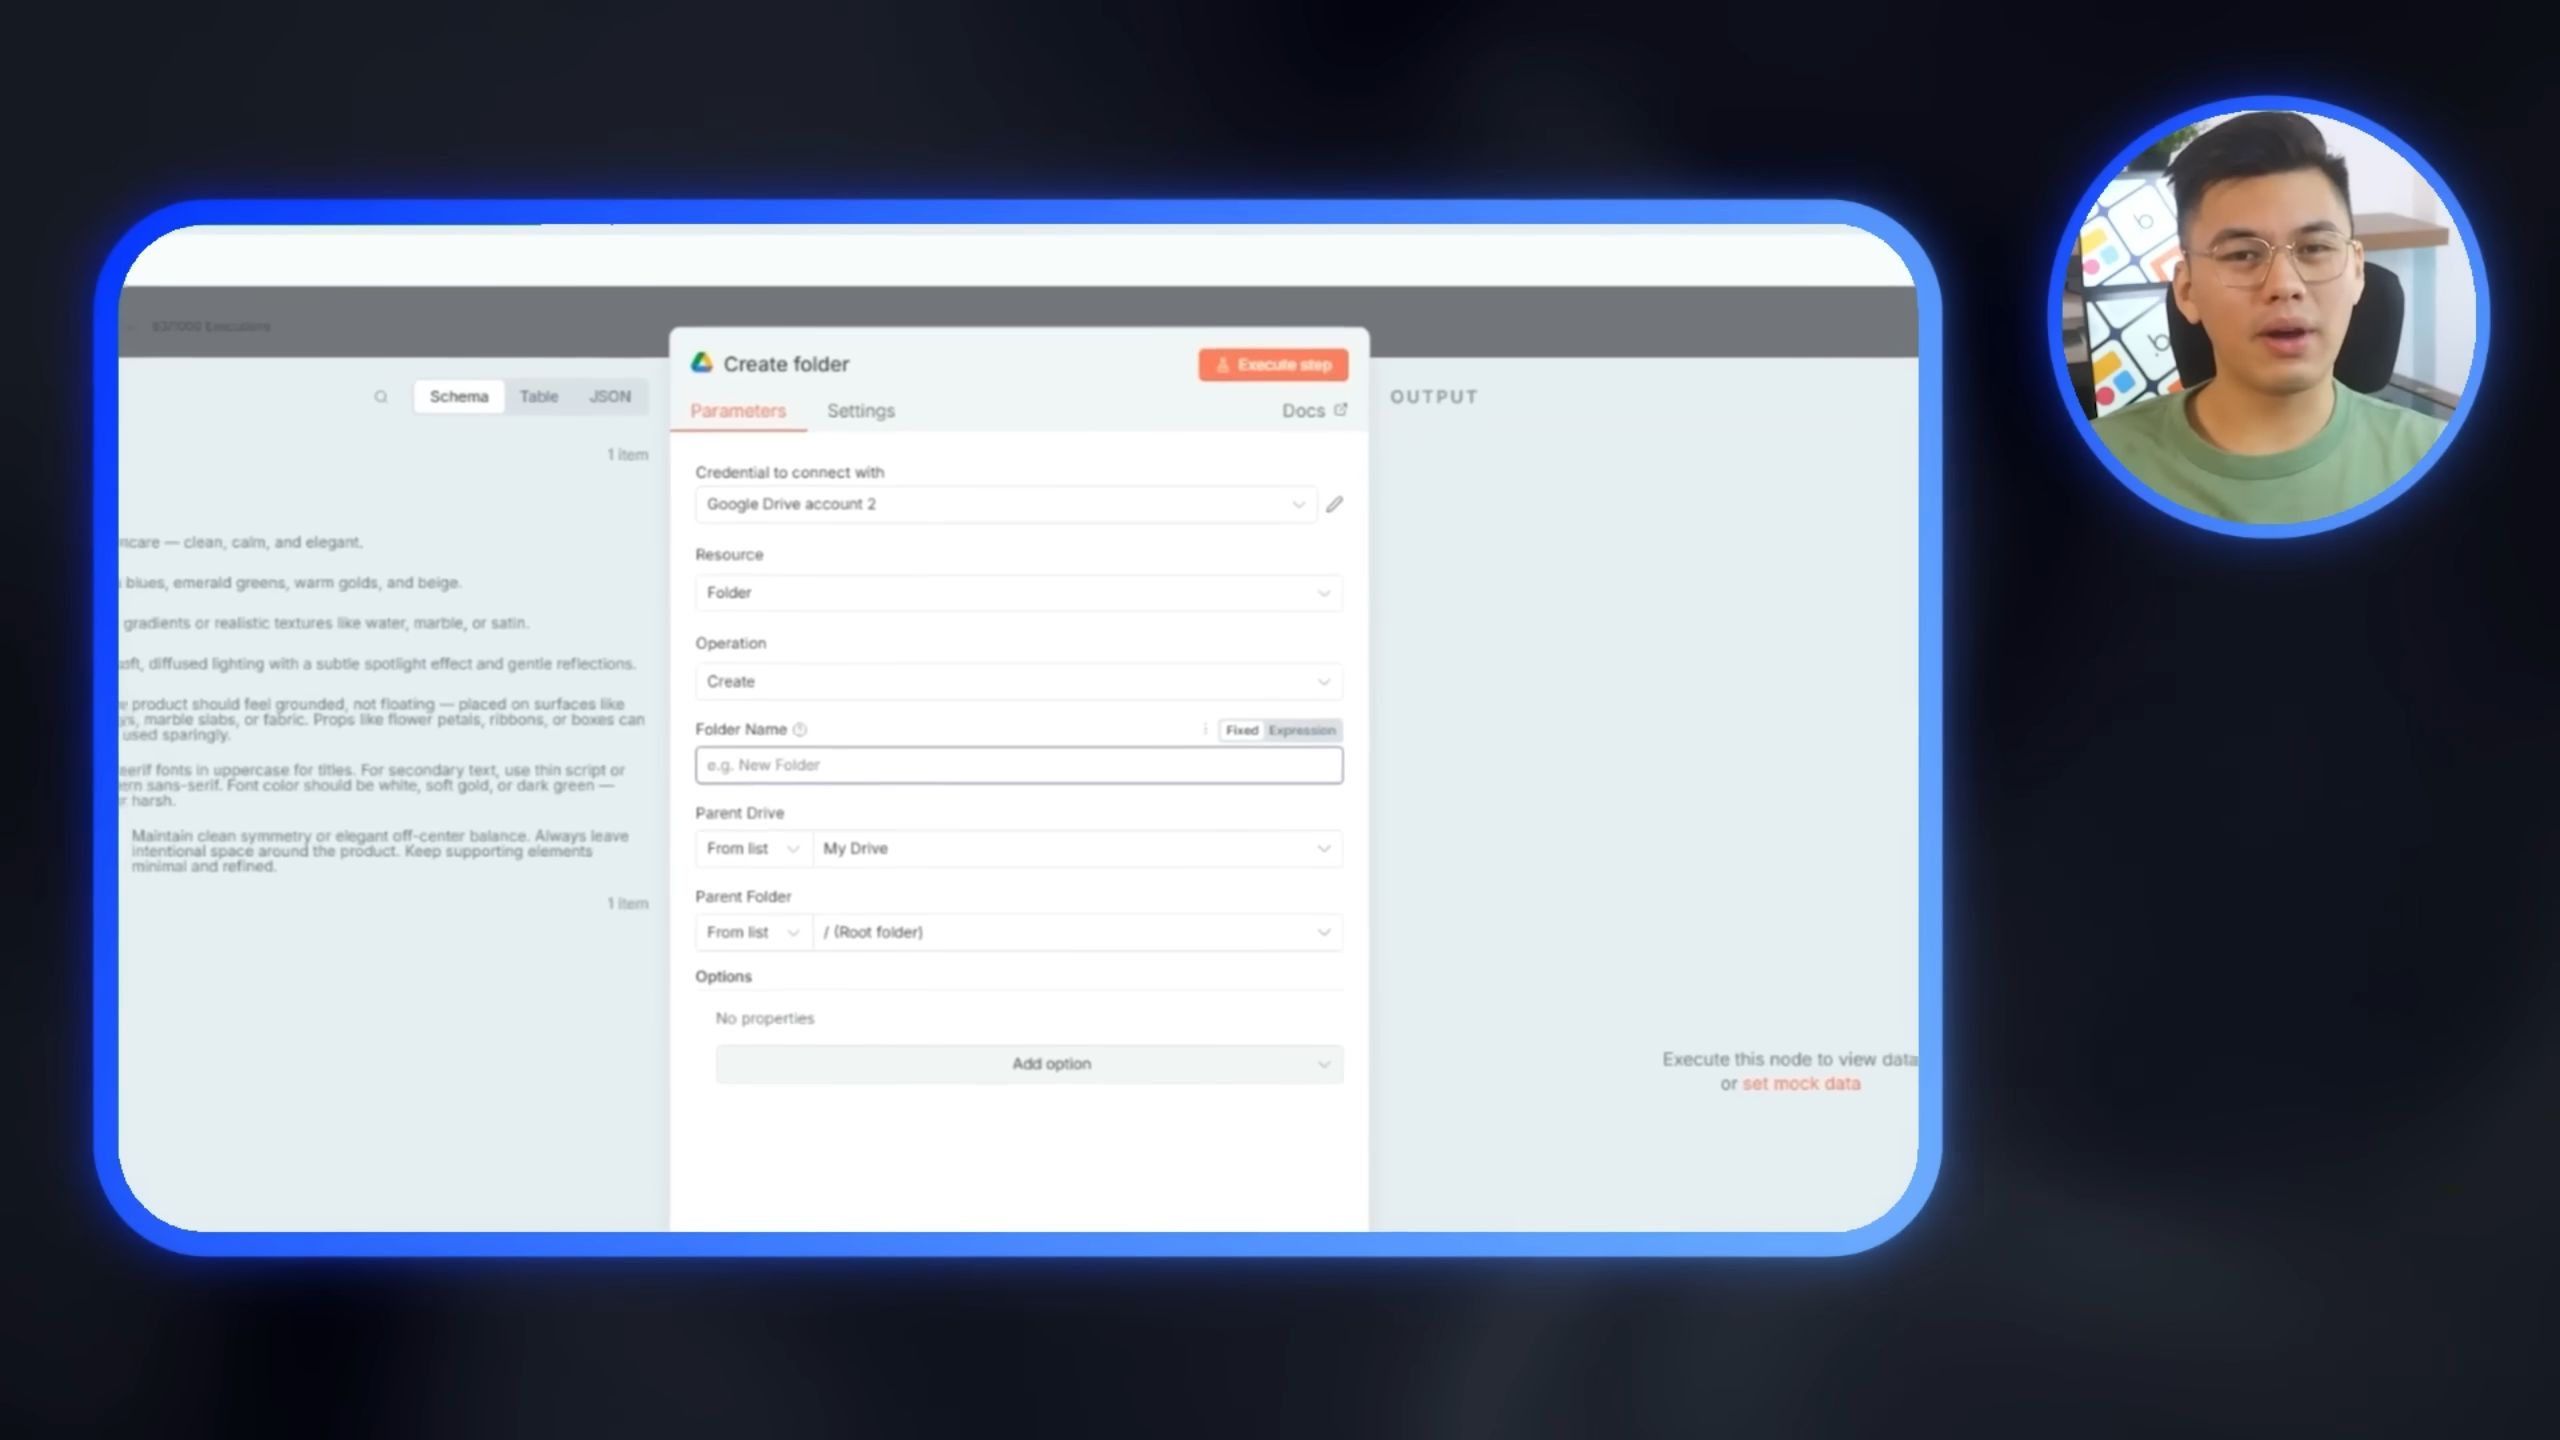 937/000 Executions
Schema
Table
JSON
1 item
care — clean, calm, and elegant.
blues, emerald greens, warm golds, and beige.
gradients or realistic textures like water, marble, or satin.
diffused lighting with a subtle spotlight effect and gentle reflections.
product should feel grounded, not floating — placed on surfaces like
marble slabs, or fabric. Props like flower petals, ribbons, or boxes can
used sparingly.
serif fonts in uppercase for titles. For secondary text, use thin script or
sans-serif. Font color should be white, soft gold, or dark green —
harsh.
Maintain clean symmetry or elegant off-center balance. Always leave
intentional space around the product. Keep supporting elements
minimal and refined.
1 item
Create folder
Execute step
Parameters
Settings
Docs
Credential to connect with
Google Drive account 2
Resource
Folder
Operation
Create
Folder Name
Fixed
Expression
e.g. New Folder
Parent Drive
From list
My Drive
Parent Folder
From list
/ (Root folder)
Options
No properties
Add option
OUTPUT
Execute this node to view data
or set mock data